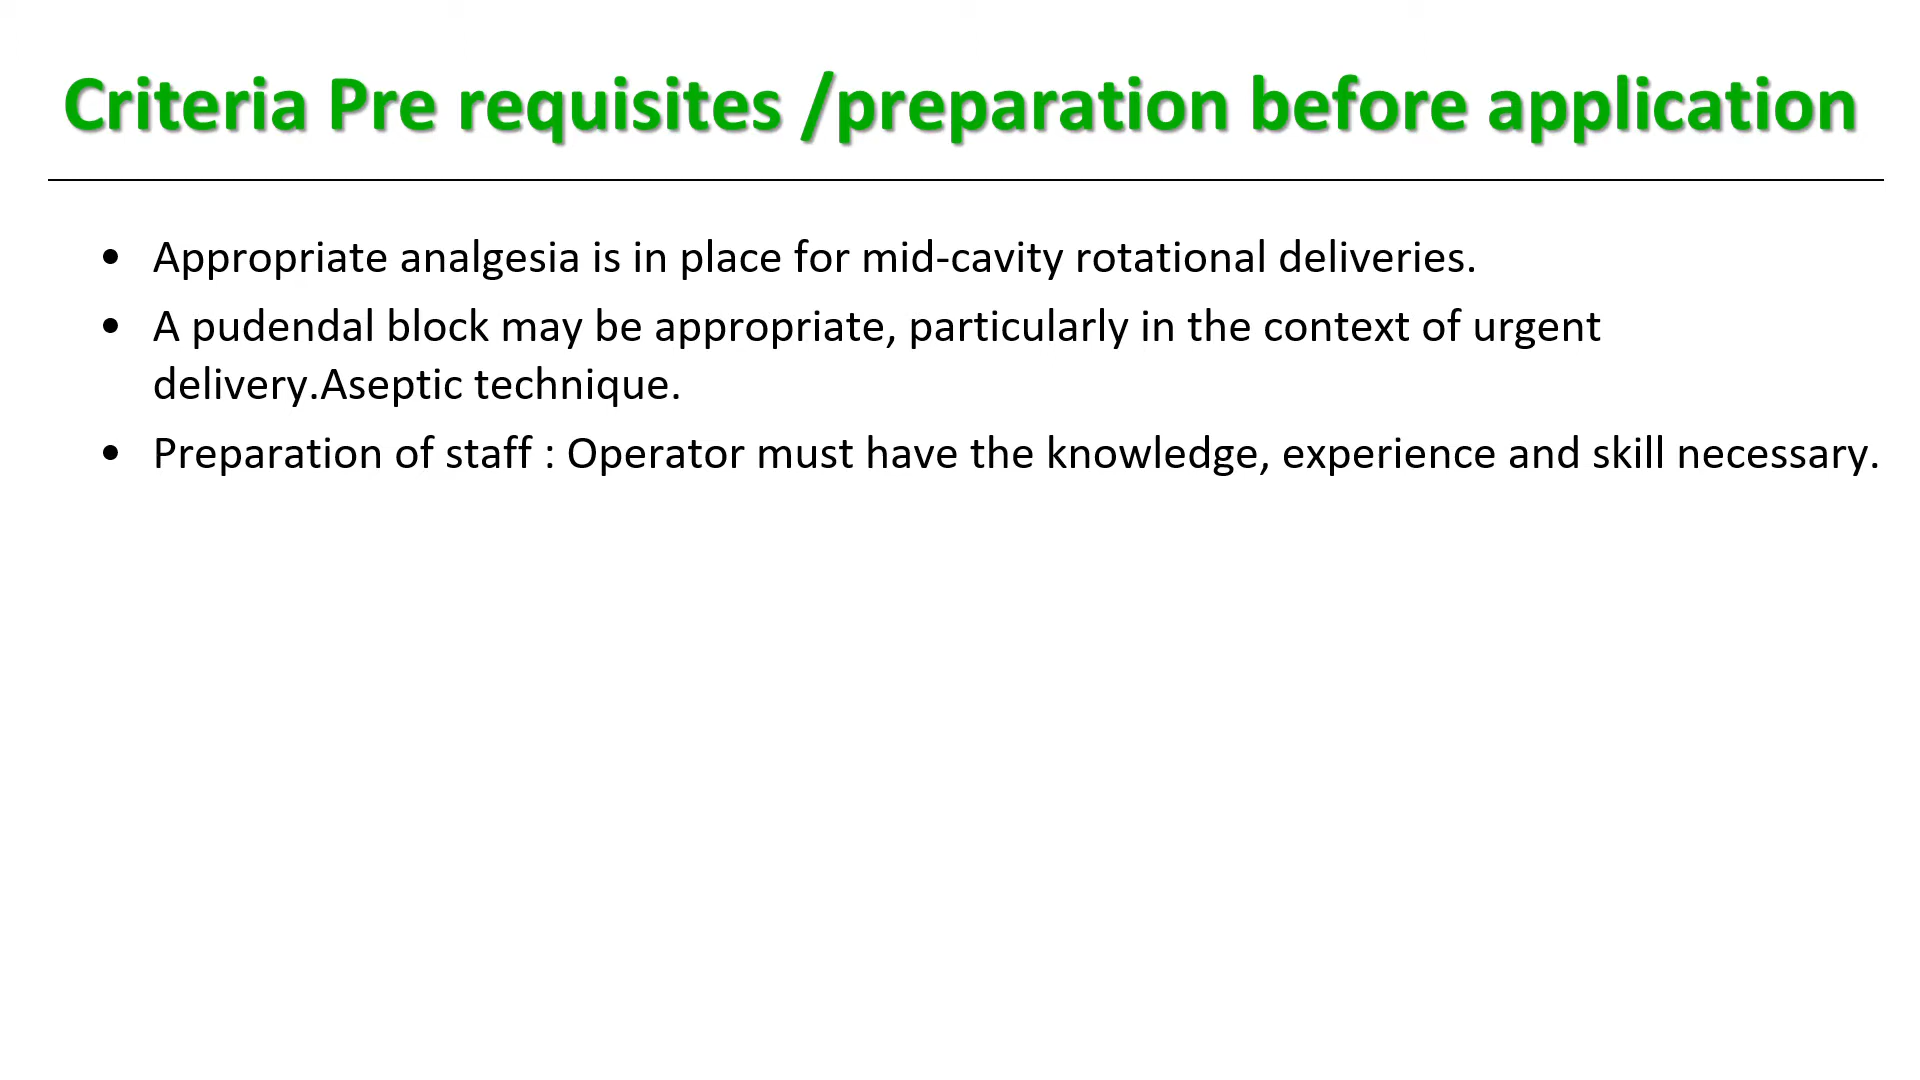 Criteria Pre requisites /preparation before application
• Appropriate analgesia is in place for mid-cavity rotational deliveries.
• A pudendal block may be appropriate, particularly in the context of urgent
delivery.Aseptic technique.
• Preparation of staff : Operator must have the knowledge, experience and skill necessary.